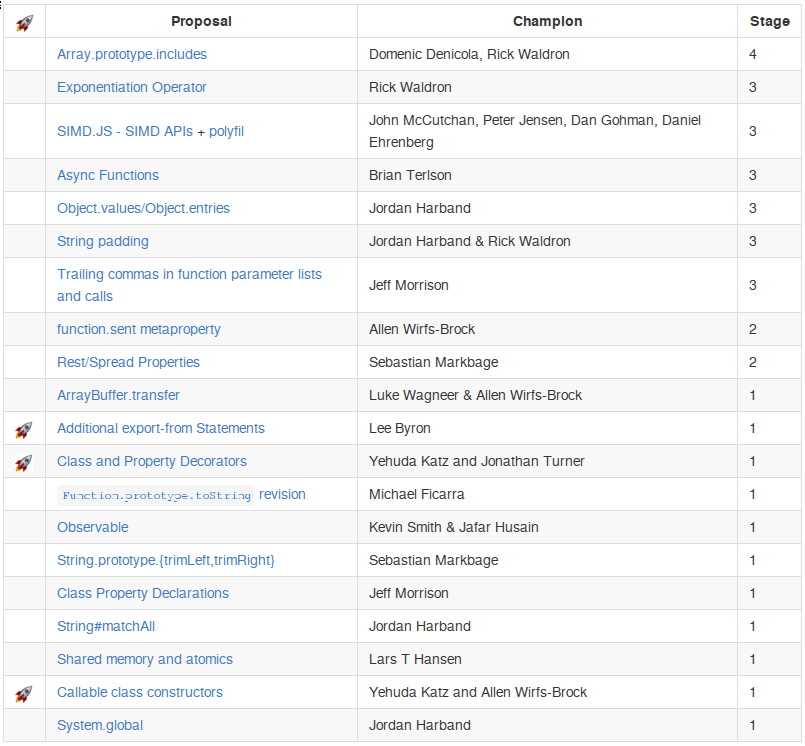 🚀 Proposal Champion Stage
Array.prototype.includes Domenic Denicola, Rick Waldron 4
Exponentiation Operator Rick Waldron 3
SIMD.JS - SIMD APIs + polyfil John McCutchan, Peter Jensen, Dan Gohman, Daniel
Ehrenberg 3
Async Functions Brian Terlson 3
Object.values/Object.entries Jordan Harband 3
String padding Jordan Harband & Rick Waldron 3
Trailing commas in function parameter lists
and calls Jeff Morrison 3
function.sent metaproperty Allen Wirfs-Brock 2
Rest/Spread Properties Sebastian Markbage 2
ArrayBuffer.transfer Luke Wagneer & Allen Wirfs-Brock 1
🚀 Additional export-from Statements Lee Byron 1
🚀 Class and Property Decorators Yehuda Katz and Jonathan Turner 1
Function.prototype.toString revision Michael Ficarra 1
Observable Kevin Smith & Jafar Husain 1
String.prototype.{trimLeft,trimRight} Sebastian Markbage 1
Class Property Declarations Jeff Morrison 1
String#matchAll Jordan Harband 1
Shared memory and atomics Lars T Hansen 1
🚀 Callable class constructors Yehuda Katz and Allen Wirfs-Brock 1
System.global Jordan Harband 1